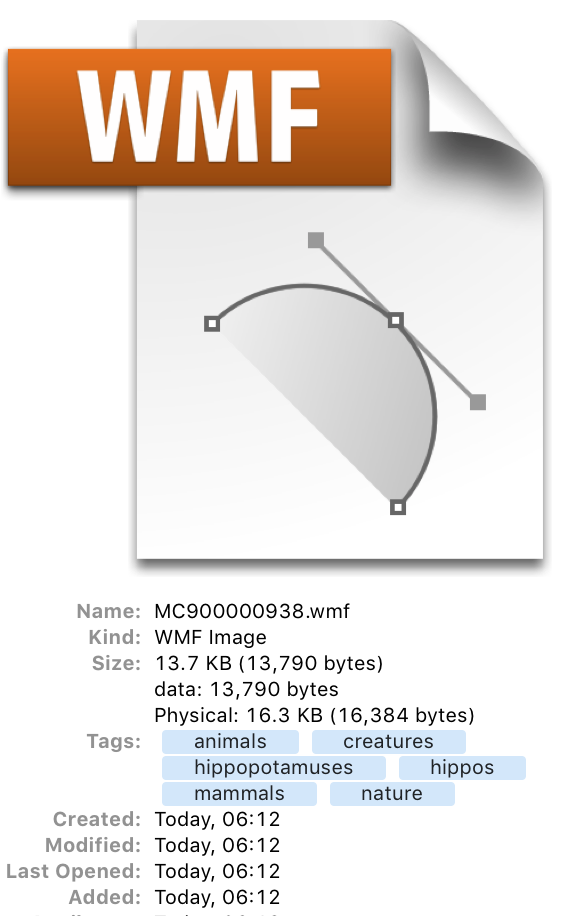 WMF
Name: MC900000938.wmf
Kind: WMF Image
Size: 13.7 KB (13,790 bytes)
data: 13,790 bytes
Physical: 16.3 KB (16,384 bytes)
Tags: animals creatures
hippopotamuses hippos
mammals nature
Created: Today, 06:12
Modified: Today, 06:12
Last Opened: Today, 06:12
Added: Today, 06:12